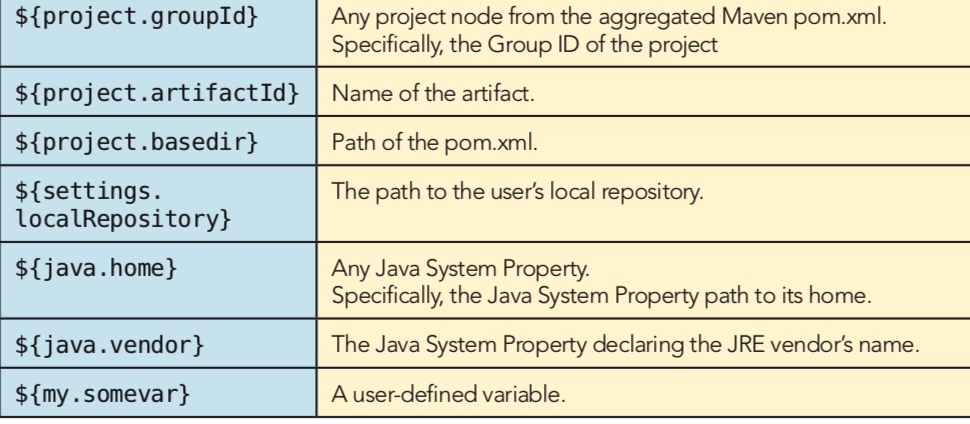 ${project.groupId} Any project node from the aggregated Maven pom.xml.
Specifically, the Group ID of the project
${project.artifactId} Name of the artifact.
${project.basedir} Path of the pom.xml.
${settings. The path to the user’s local repository.
localRepository}
${java.home} Any Java System Property.
Specifically, the Java System Property path to its home.
${java.vendor} The Java System Property declaring the JRE vendor’s name.
${my.somevar} A user-defined variable.